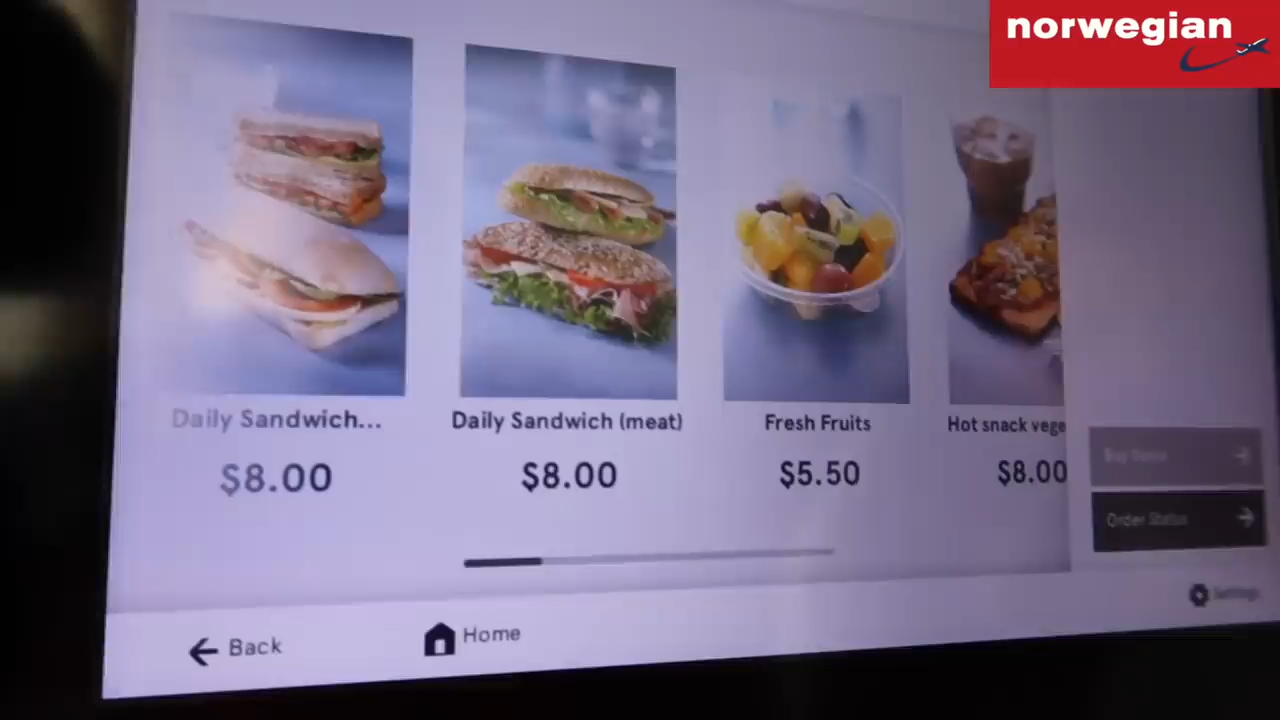 norwegian
Daily Sandwich...
Daily Sandwich (meat)
Fresh Fruits
Hot snack vege
$8.00
$8.00
$5.50
$8.00
Order Status
Back
Home
Settings